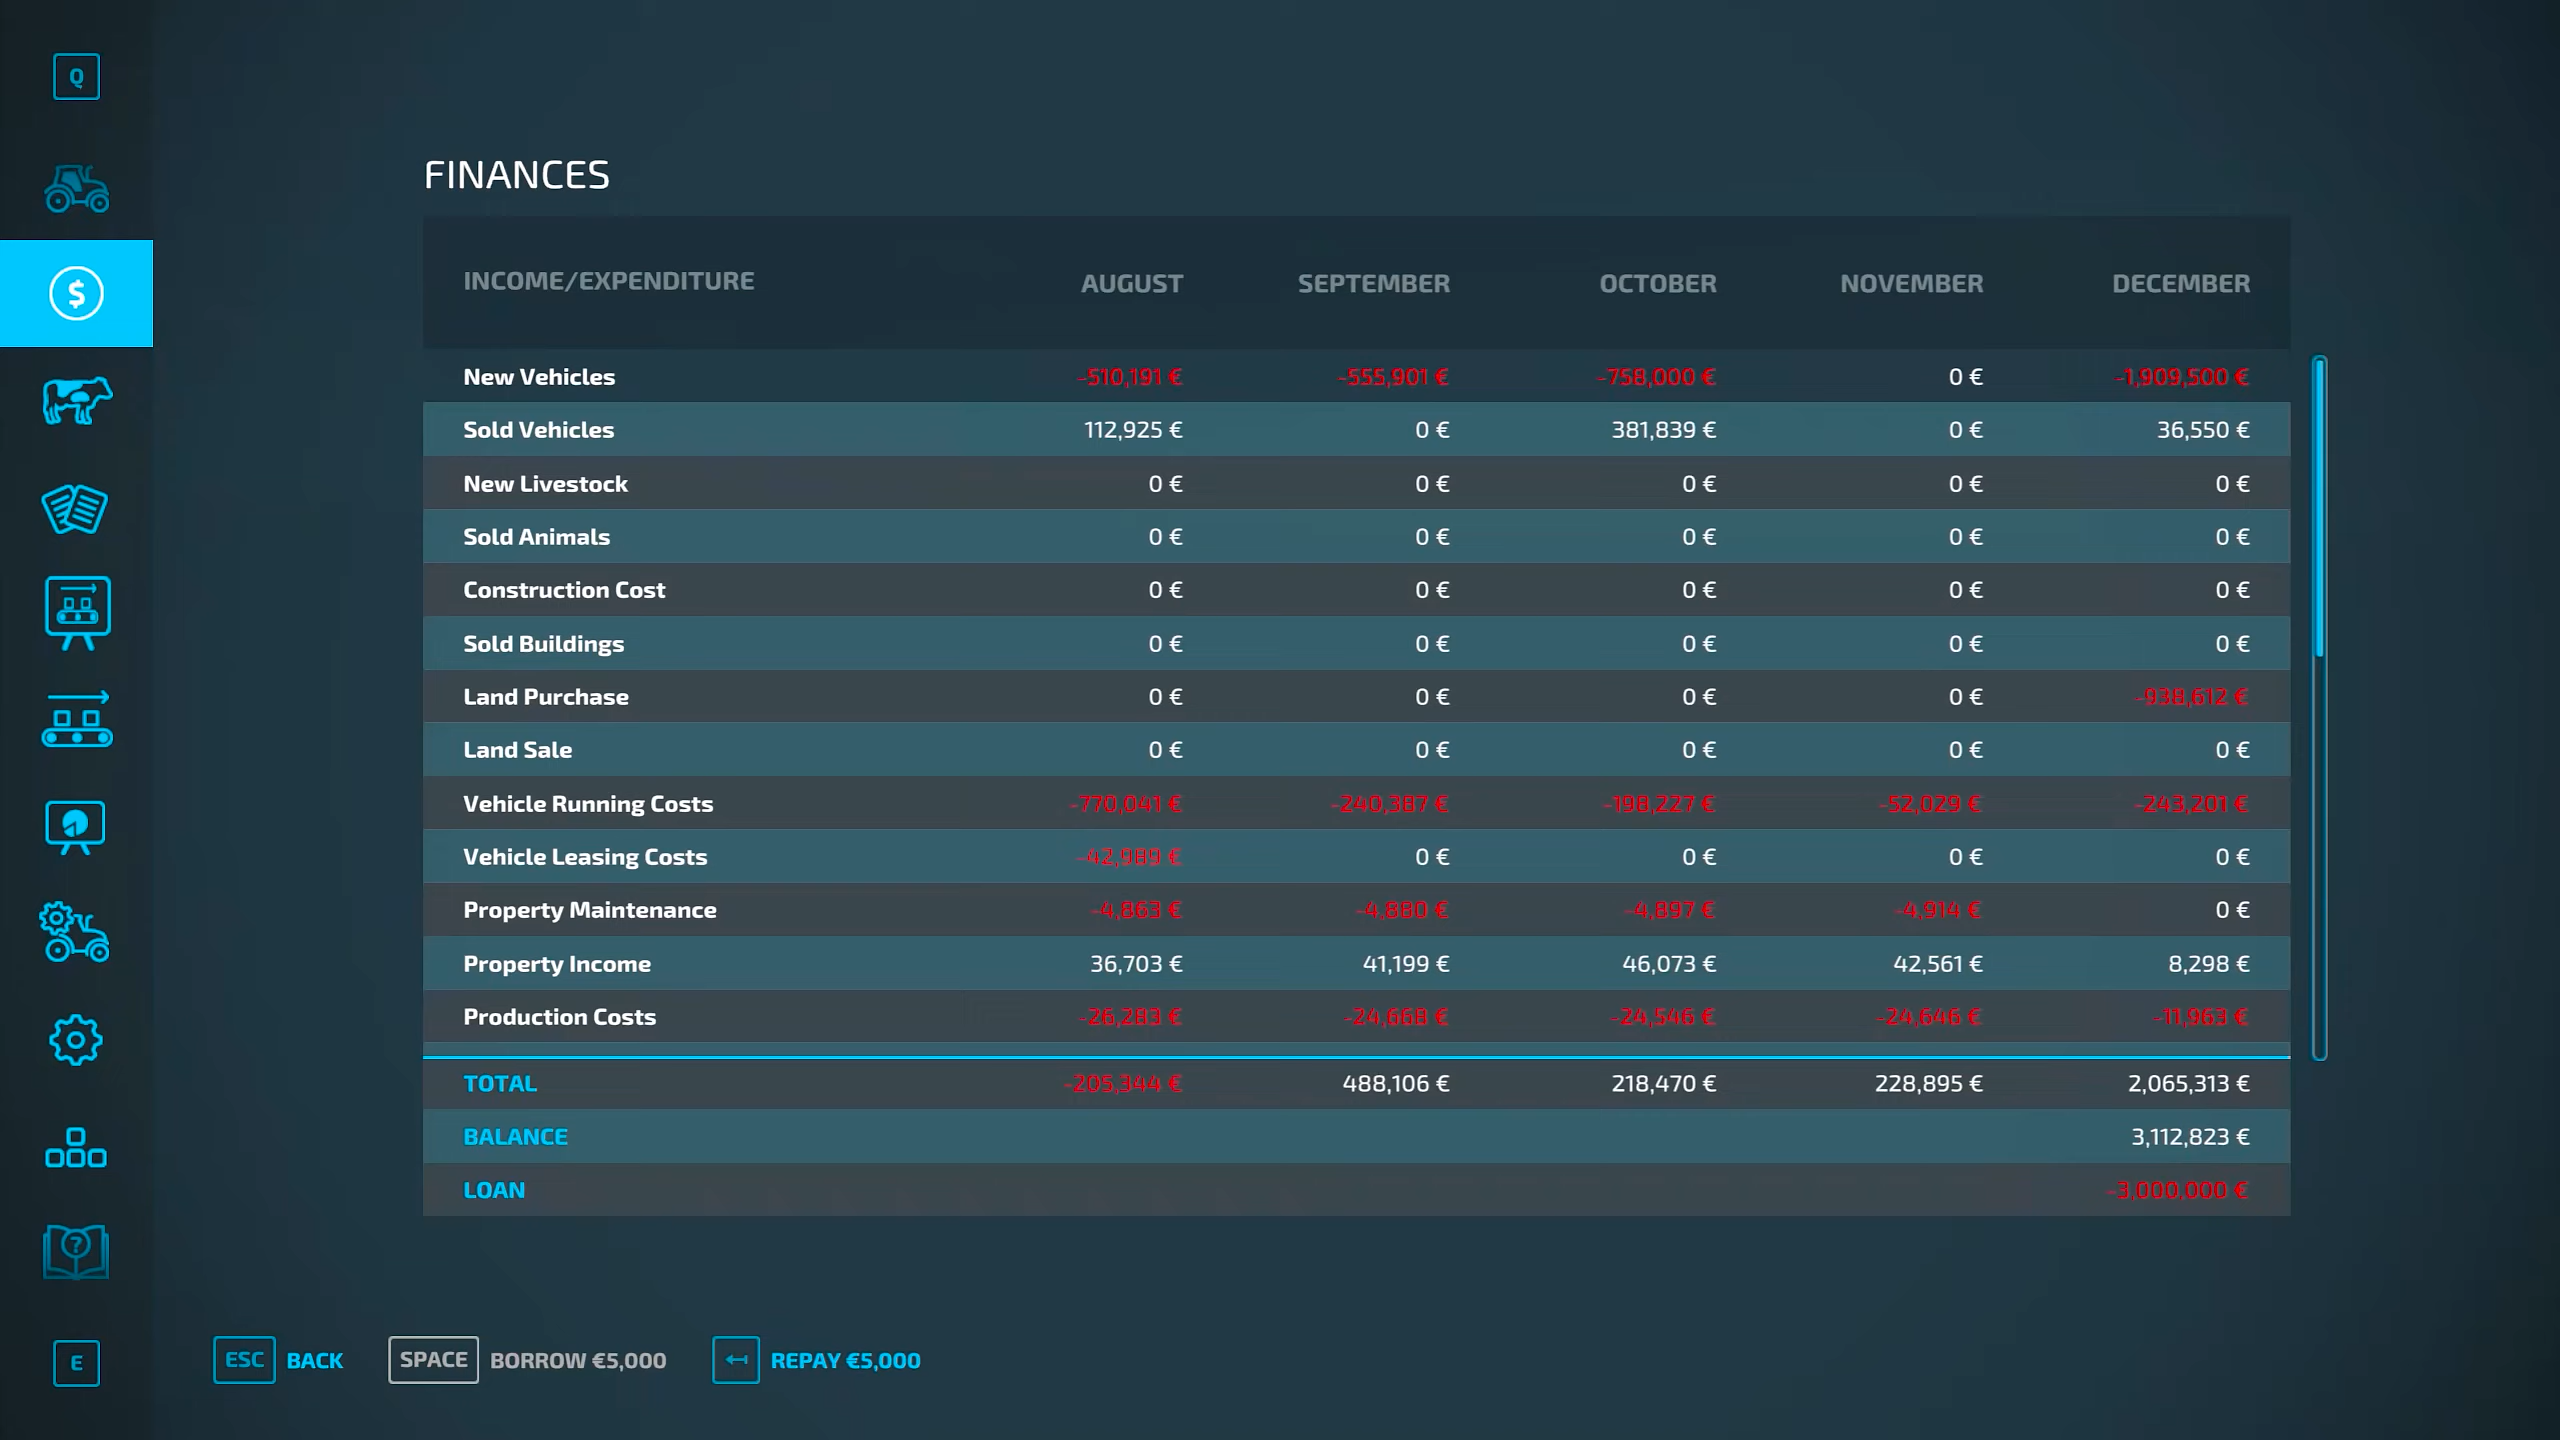 Q
FINANCES
INCOME/EXPENDITURE AUGUST SEPTEMBER OCTOBER NOVEMBER DECEMBER
New Vehicles -510,191 € -555,901 € -758,000 € 0 € -1,909,500 €
Sold Vehicles 112,925 € 0 € 381,839 € 0 € 36,550 €
New Livestock 0 € 0 € 0 € 0 € 0 €
Sold Animals 0 € 0 € 0 € 0 € 0 €
Construction Cost 0 € 0 € 0 € 0 € 0 €
Sold Buildings 0 € 0 € 0 € 0 € 0 €
Land Purchase 0 € 0 € 0 € 0 € -938,612 €
Land Sale 0 € 0 € 0 € 0 € 0 €
Vehicle Running Costs -770,041 € -240,387 € -198,227 € -52,029 € -243,201 €
Vehicle Leasing Costs -42,989 € 0 € 0 € 0 € 0 €
Property Maintenance -4,863 € -4,880 € -4,897 € -4,914 € 0 €
Property Income 36,703 € 41,199 € 46,073 € 42,561 € 8,298 €
Production Costs -26,283 € -24,668 € -24,546 € -24,646 € -11,963 €
TOTAL -205,344 € 488,106 € 218,470 € 228,895 € 2,065,313 €
BALANCE 3,112,823 €
LOAN -3,000,000 €
E ESC BACK SPACE BORROW €5,000 REPAY €5,000